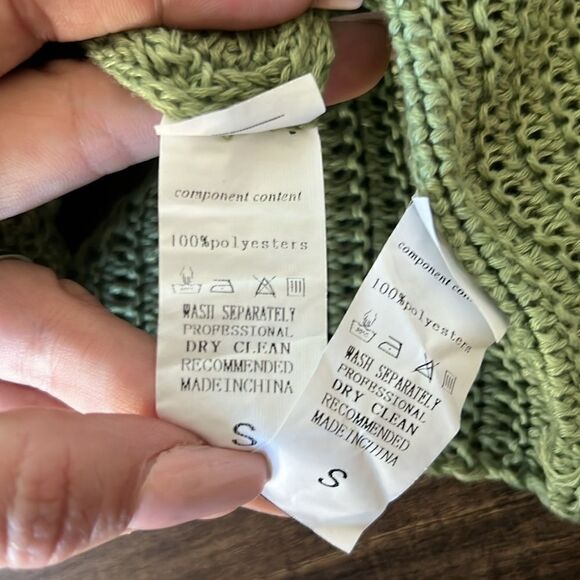 component content
100%polyesters
WASH SEPARATELY
PROFESSIONAL
DRY CLEAN
RECOMMENDED
MADEINCHINA
S
component con
100%polyesters
WASH SEPARATELY
PROFESSIONAL
DRY CLEAN
RECOMMENDED
MADEINCHINA
S